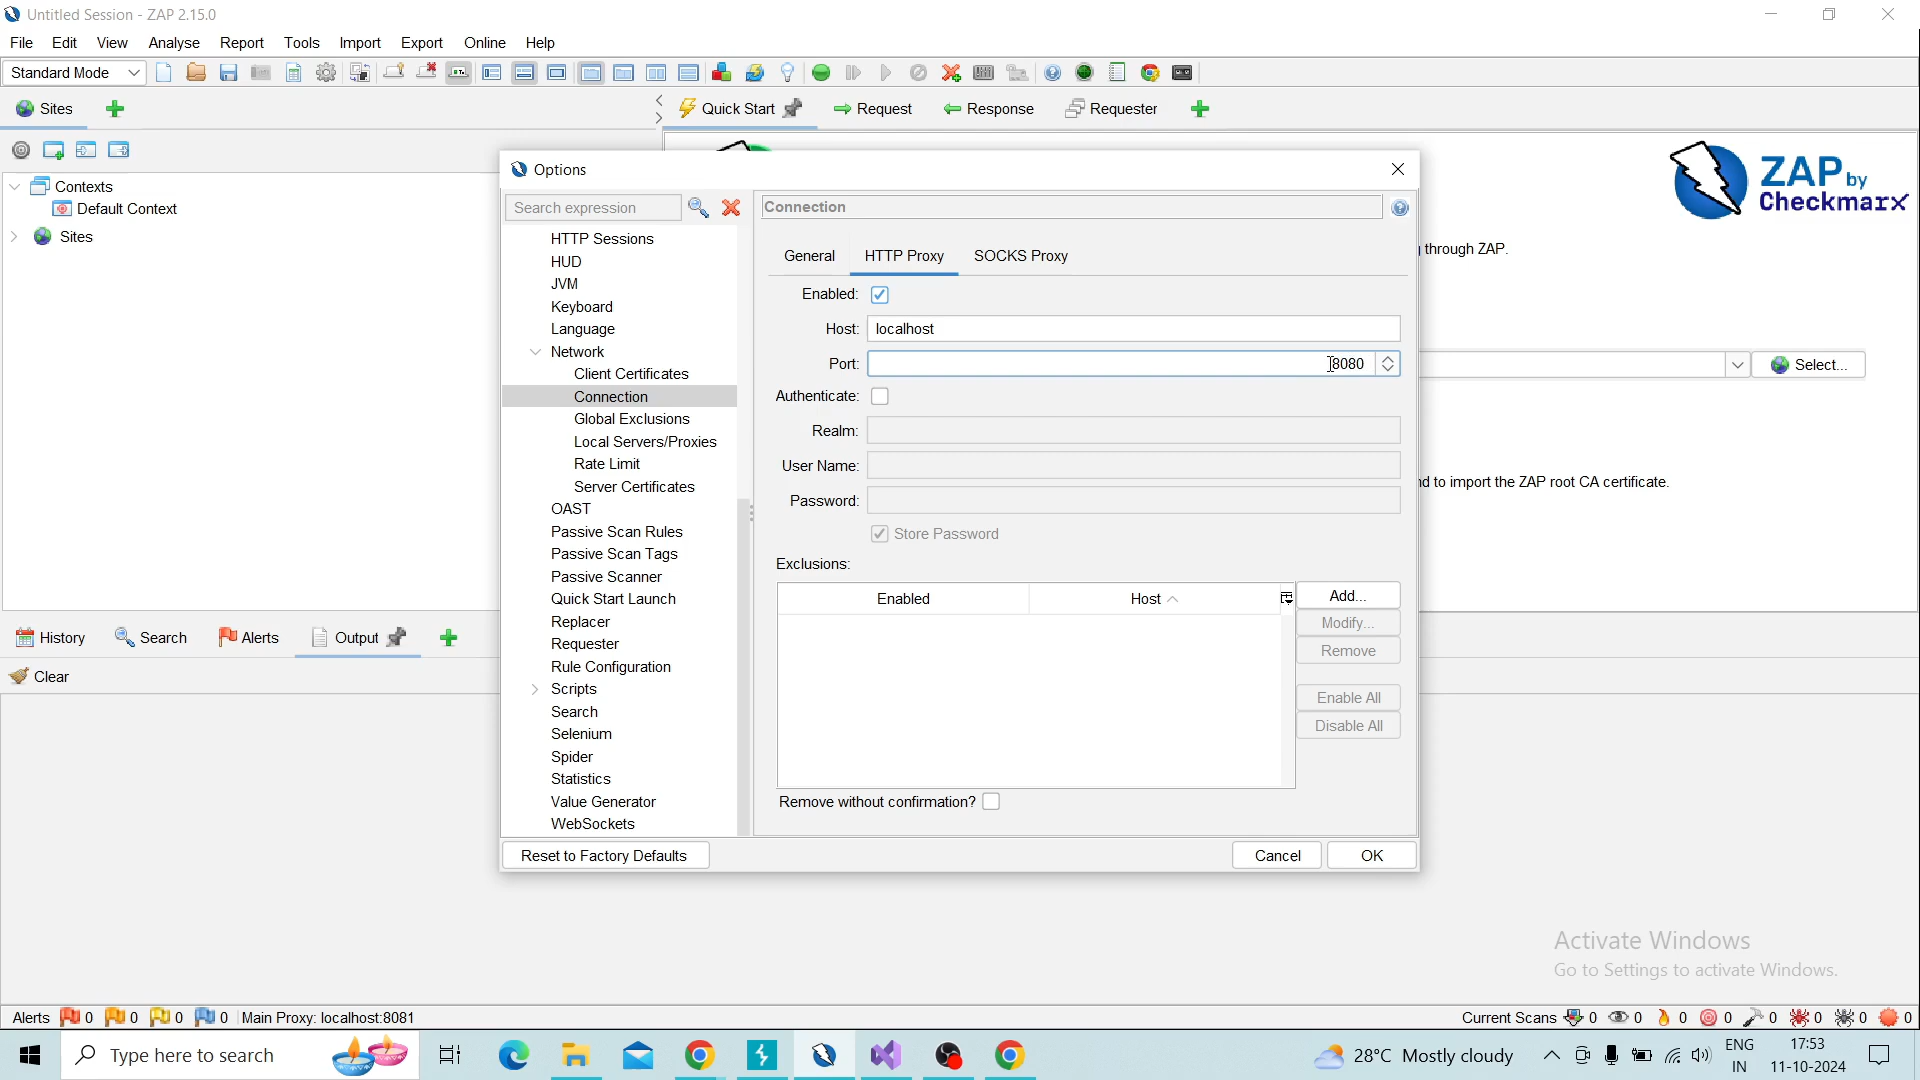 Untitled Session - ZAP 2.15.0
File Edit View Analyse Report Tools Import Export Online Help
Standard Mode
Sites
Quick Start Request Response Requester
Contexts
Default Context
Sites
ZAP by Checkmarx
through ZAP.
Select...
nd to import the ZAP root CA certificate.
Options
Search expression
HTTP Sessions
HUD
JVM
Keyboard
Language
Network
Client Certificates
Connection
Global Exclusions
Local Servers/Proxies
Rate Limit
Server Certificates
OAST
Passive Scan Rules
Passive Scan Tags
Passive Scanner
Quick Start Launch
Replacer
Requester
Rule Configuration
Scripts
Search
Selenium
Spider
Statistics
Value Generator
WebSockets
Connection
General HTTP Proxy SOCKS Proxy
Enabled:
Host: localhost
Port: 8080
Authenticate:
Realm:
User Name:
Password:
Store Password
Exclusions:
Enabled Host
Add...
Modify...
Remove
Enable All
Disable All
Remove without confirmation?
Reset to Factory Defaults Cancel OK
History Search Alerts Output
Clear
Activate Windows
Go to Settings to activate Windows.
Alerts 0 0 0 0 Main Proxy: localhost:8081 Current Scans 0 0 0 0 0 0 0 0
Type here to search
28°C Mostly cloudy
ENG
IN
17:53
11-10-2024